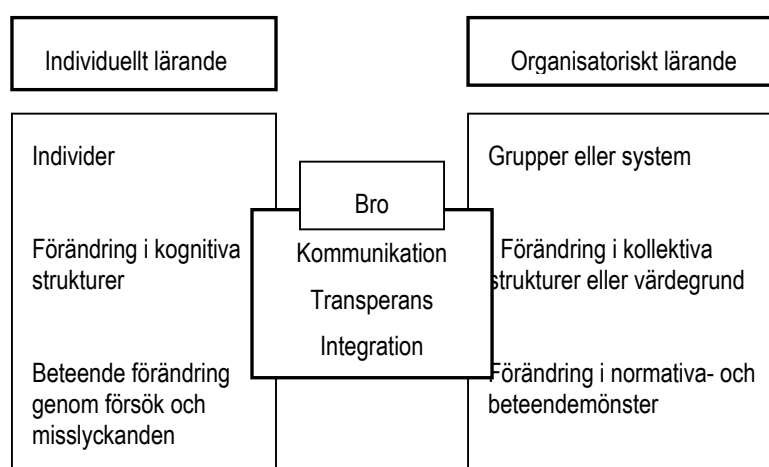 Individuellt lärande
Organisatoriskt lärande
Individer
Förändring i kognitiva
strukturer
Beteende förändring
genom försök och
misslyckanden
Bro
Kommunikation
Transperans
Integration
Grupper eller system
Förändring i kollektiva
strukturer eller värdegrund
Förändring i normativa- och
beteendemönster